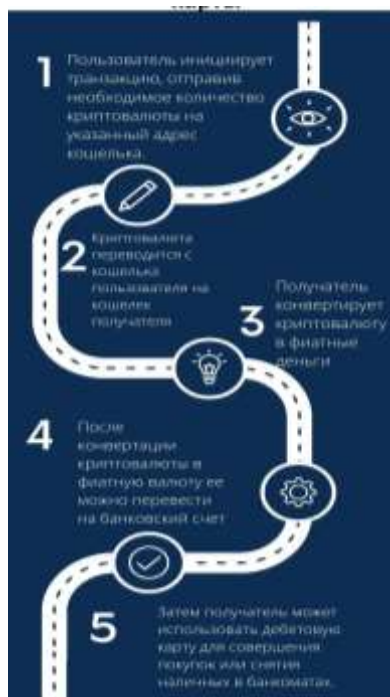 1
Пользователь инициирует
транзакцию, отправив
необходимое количество
криптовалюты на
указанный адрес
кошелька.
2
Криптовалюта
переводится с
кошелька
пользователя на
кошелек
получателя
3
Получатель
конвертирует
криптовалюту
в фиатные
деньги
4
После
конвертации
криптовалюты в
фиатную валюту ее
можно перевести
на банковский счет
5
Затем получатель может
использовать дебетовую
карту для совершения
покупок или снятия
наличных в банкоматах.